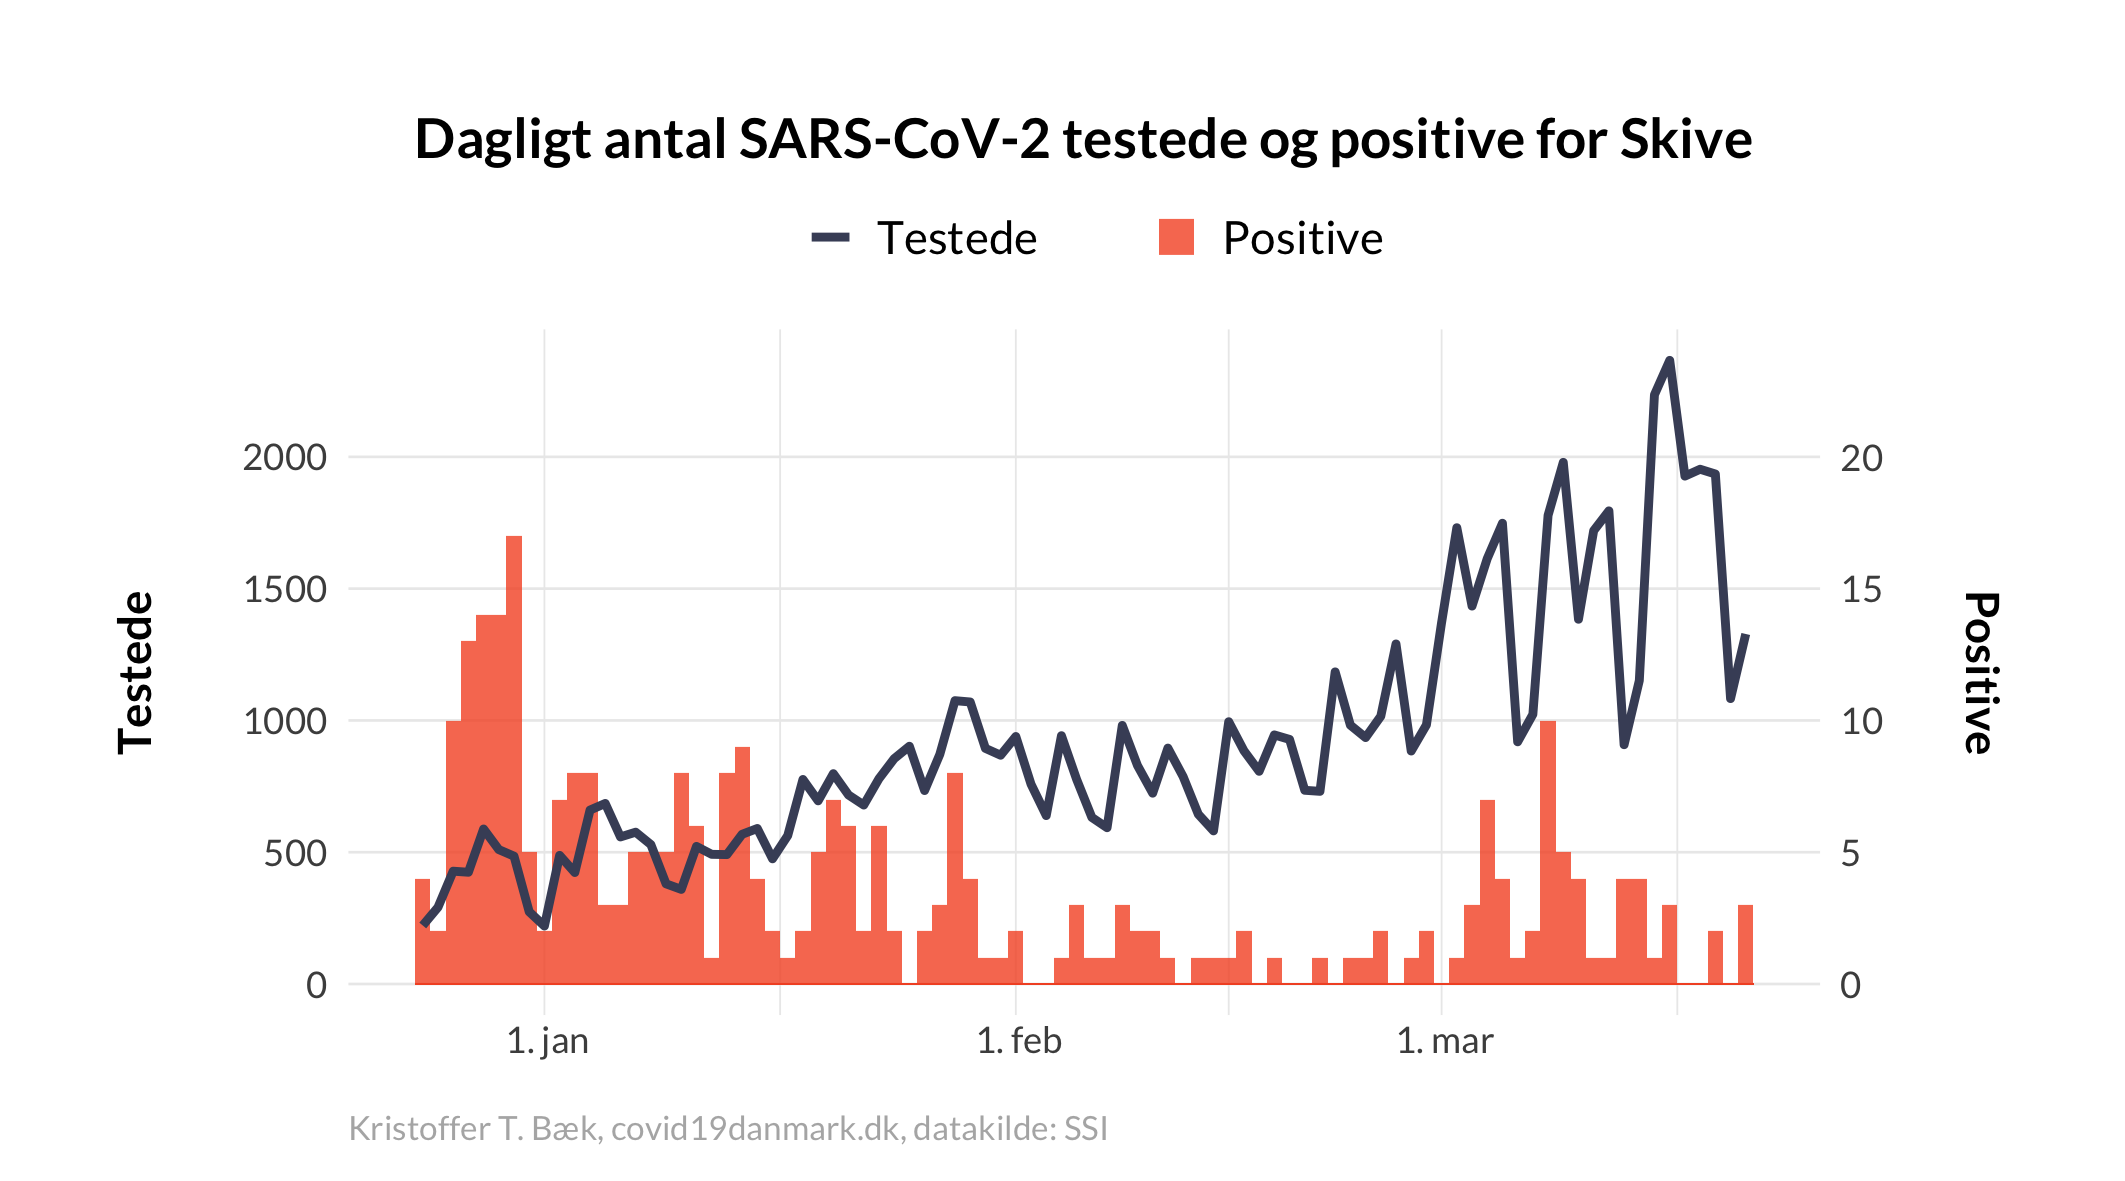 Dagligt antal SARS-CoV-2 testede og positive for Skive
Testede Positive
2000 20
1500 15
1000 10
500 5
0 0
Testede
Positive
1. jan 1. feb 1. mar
Kristoffer T. Bæk, covid19danmark.dk, datakilde: SSI